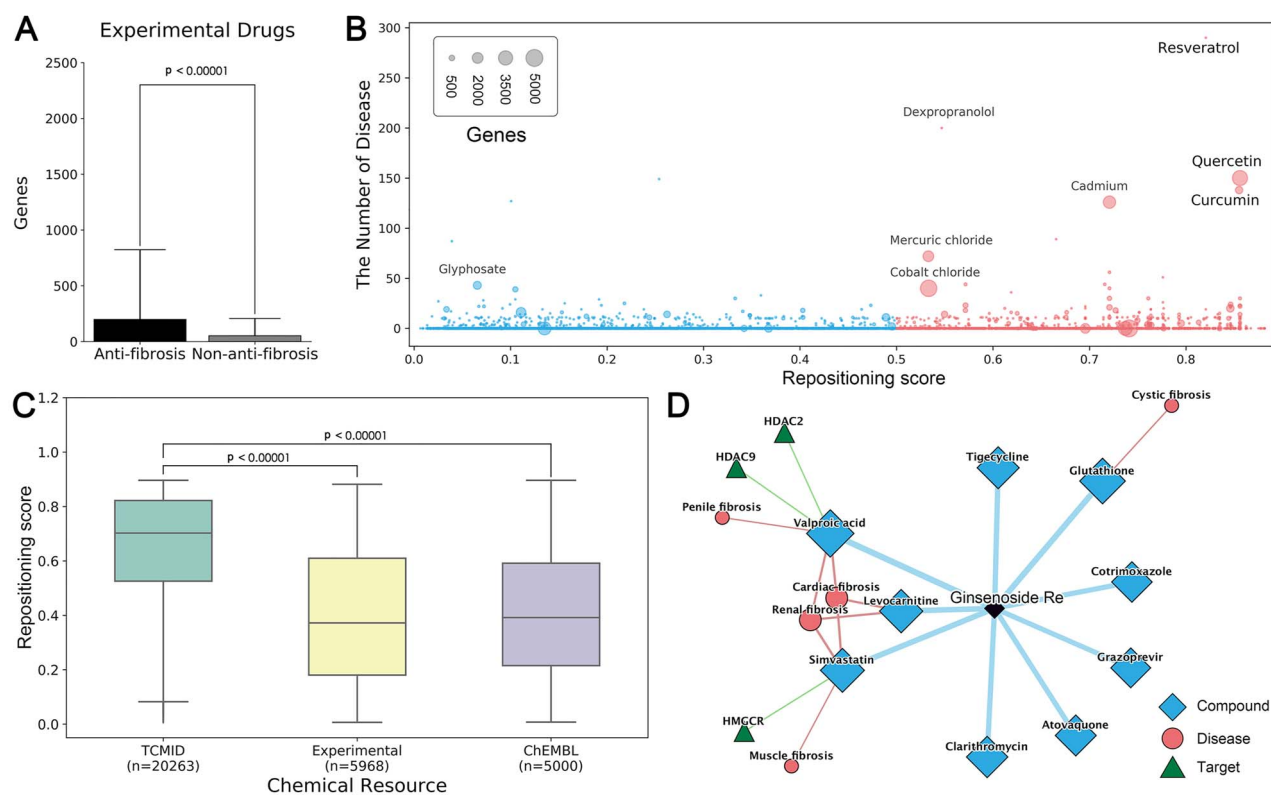 A
Experimental Drugs
p < 0.00001
2500
2000
1500
1000
500
0
Genes
Anti-fibrosis
Non-anti-fibrosis
B
300
250
200
150
100
50
0
The Number of Disease
500
2000
3500
5000
Genes
Resveratrol
Dexpropranolol
Quercetin
Cadmium
Curcumin
Mercuric chloride
Cobalt chloride
Glyphosate
0.0
0.1
0.2
0.3
0.4
0.5
0.6
0.7
0.8
Repositioning score
C
1.2
1.0
0.8
0.6
0.4
0.2
0.0
Repositioning score
p < 0.00001
p < 0.00001
TCMID
(n=20263)
Experimental
(n=5968)
ChEMBL
(n=5000)
Chemical Resource
D
Cystic fibrosis
HDAC2
HDAC9
Tigecycline
Glutathione
Penile fibrosis
Valproic acid
Cotrimoxazole
Cardiac fibrosis
Levocarnitine
Ginsenoside Re
Renal fibrosis
Simvastatin
Grazoprevir
HMGCR
Atovaquone
Muscle fibrosis
Clarithromycin
Compound
Disease
Target